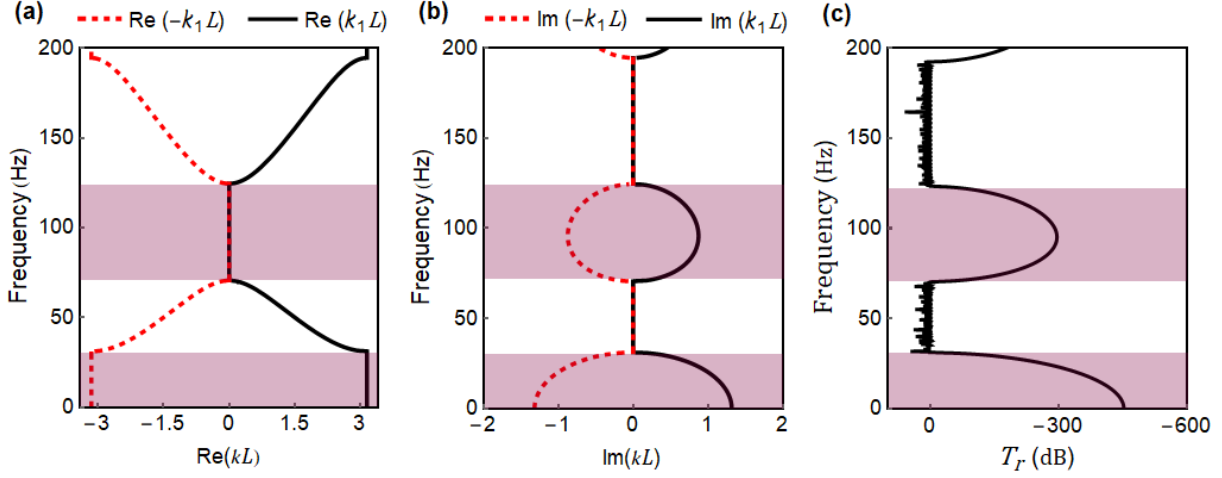 (a)
Re (-k₁L)
Re (k₁L)
200
150
100
50
0
Frequency (Hz)
−3
−1.5
0
1.5
3
Re(kL)
(b)
Im (-k₁L)
Im (k₁L)
200
150
100
50
0
Frequency (Hz)
−2
−1
0
1
2
Im(kL)
(c)
200
150
100
50
0
Frequency (Hz)
0
−300
−600
Tr (dB)